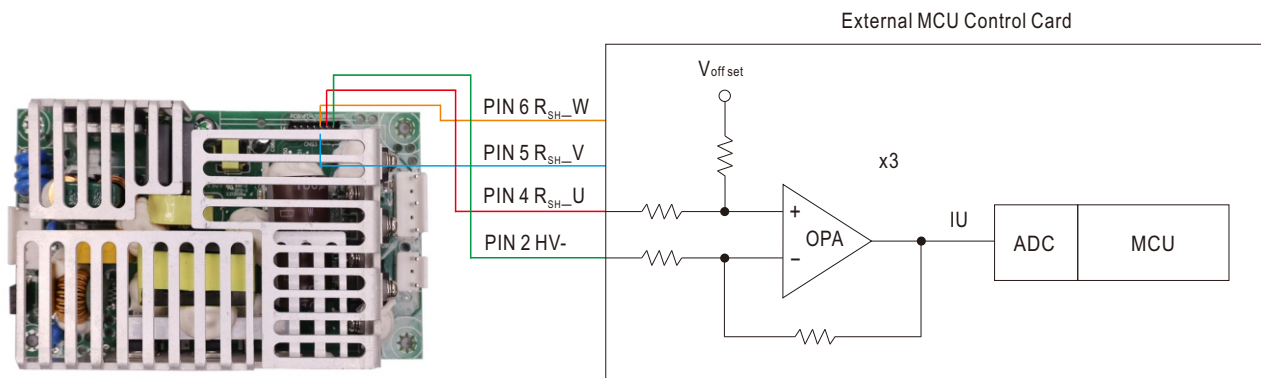 External MCU Control Card
Voff set
PIN 6 RSH_W
PIN 5 RSH_V
PIN 4 RSH_U
PIN 2 HV-
x3
+
OPA
−
IU
ADC
MCU